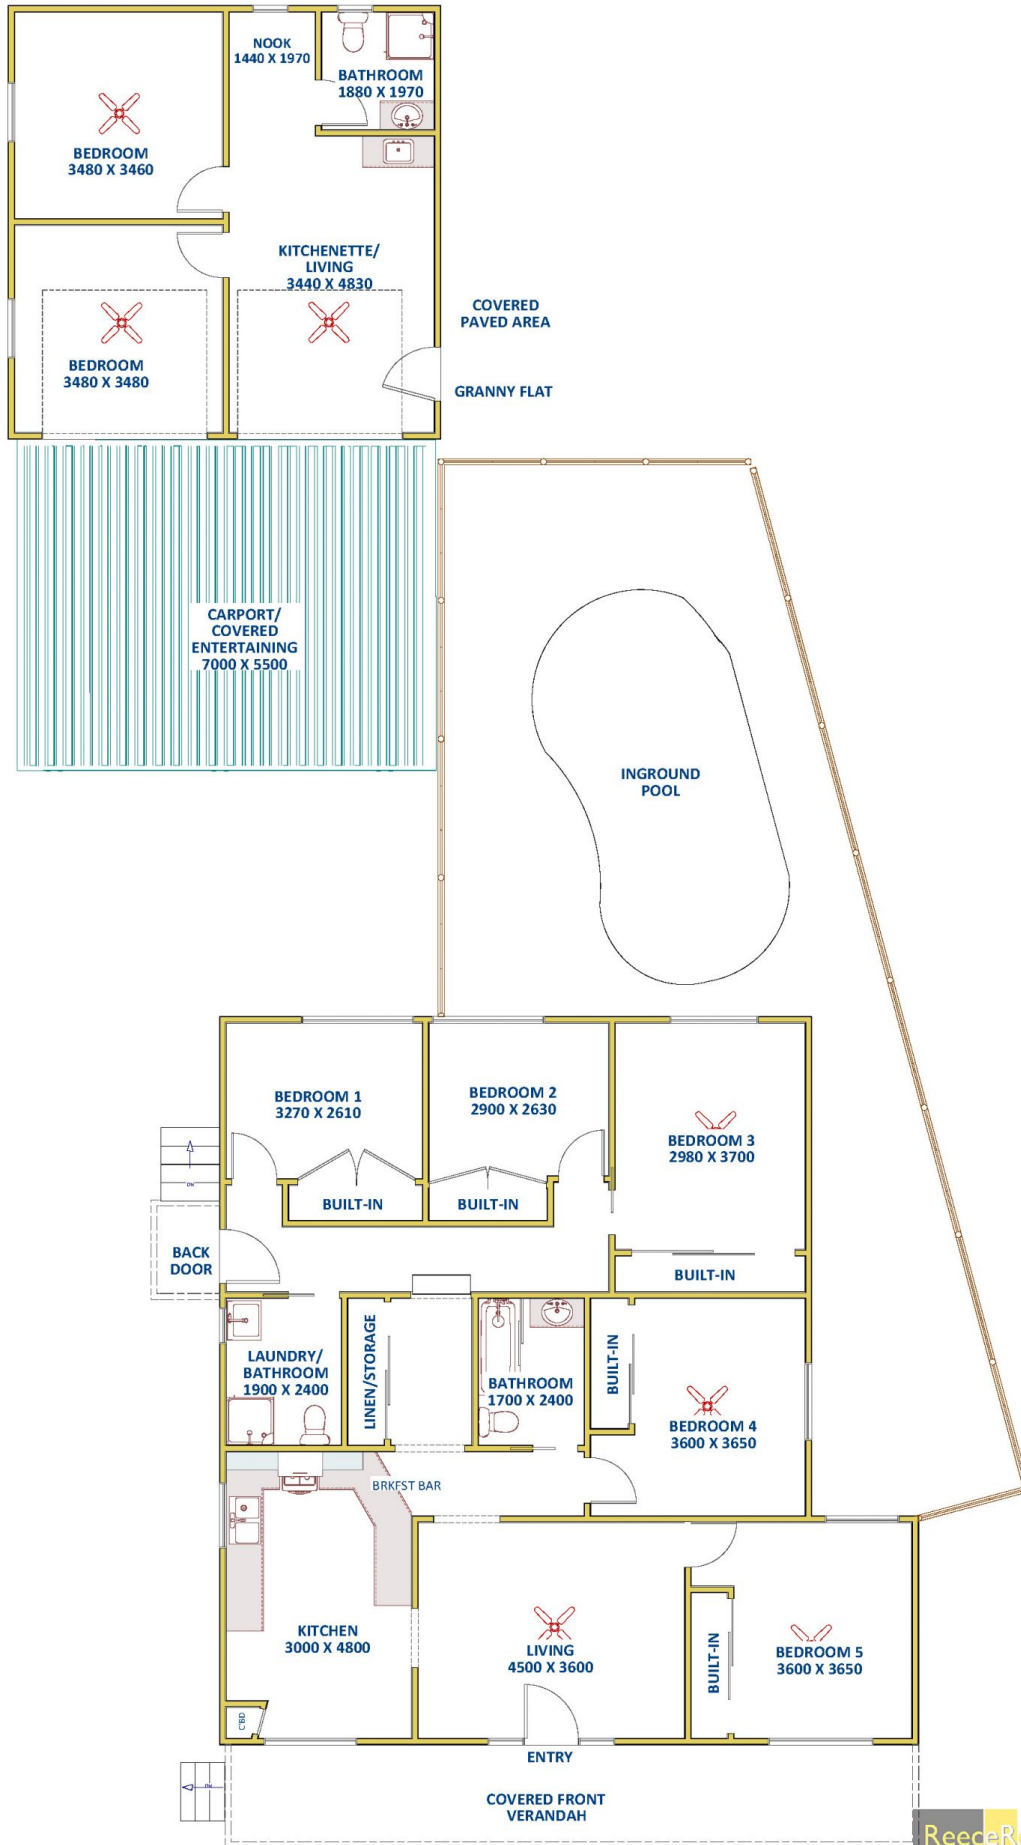 NOOK
1440 X 1970
BATHROOM
1880 X 1970
BEDROOM
3480 X 3460
KITCHENETTE/
LIVING
3440 X 4830
COVERED
PAVED AREA
BEDROOM
3480 X 3480
GRANNY FLAT
CARPORT/
COVERED
ENTERTAINING
7000 X 5500
INGROUND
POOL
BEDROOM 1
3270 X 2610
BEDROOM 2
2900 X 2630
BEDROOM 3
2980 X 3700
BUILT-IN
BUILT-IN
BACK
DOOR
BUILT-IN
LAUNDRY/
BATHROOM
1900 X 2400
LINEN/STORAGE
BATHROOM
1700 X 2400
BUILT-IN
BEDROOM 4
3600 X 3650
BRKFST BAR
KITCHEN
3000 X 4800
LIVING
4500 X 3600
BUILT-IN
BEDROOM 5
3600 X 3650
C'BD
ENTRY
COVERED FRONT
VERANDAH